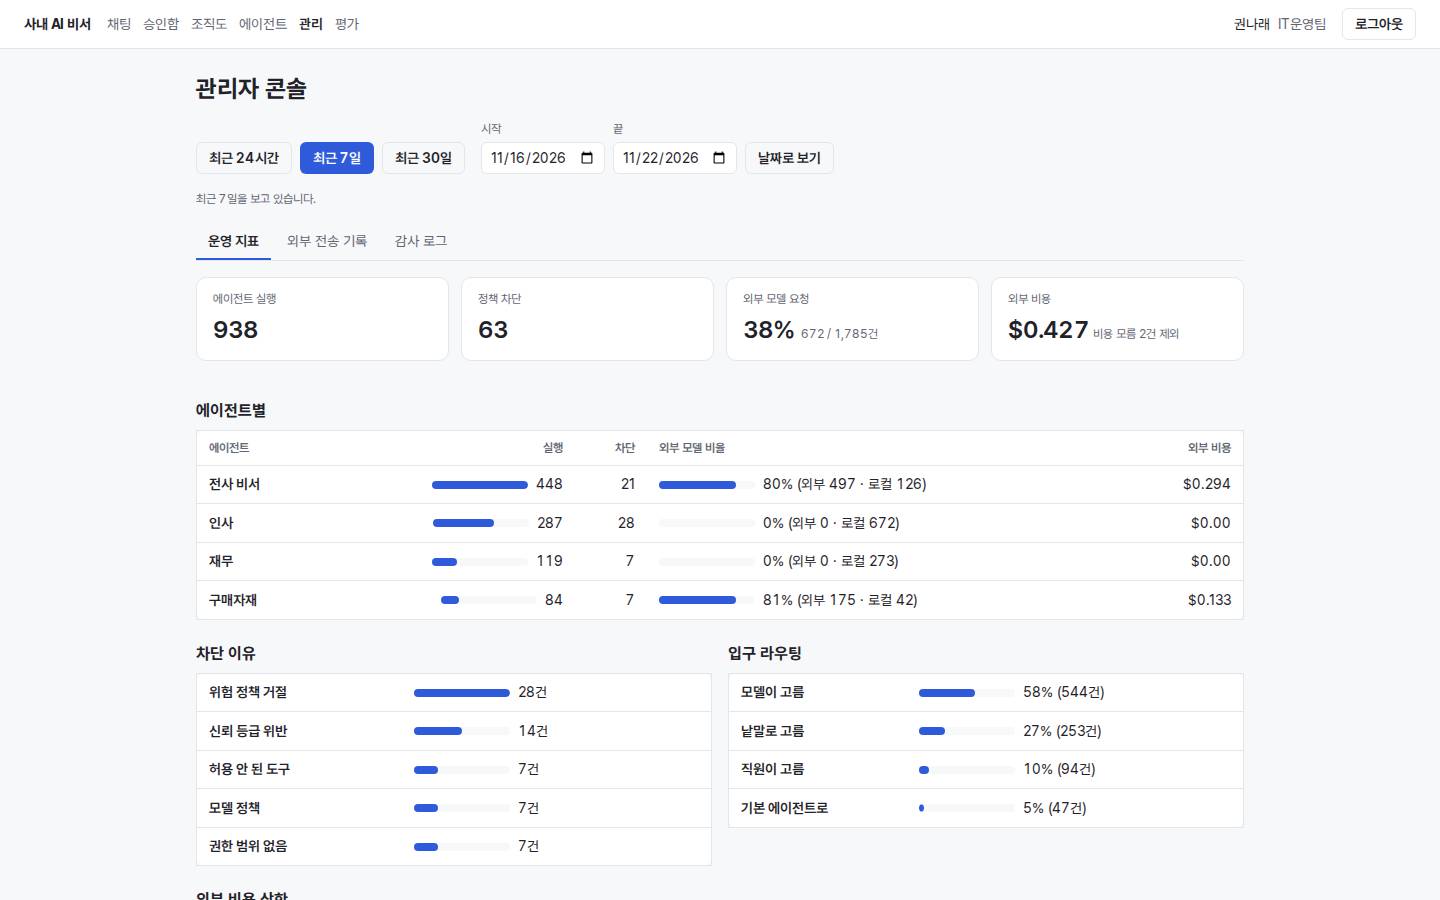 사내 AI 비서 채팅 승인함 조직도 에이전트 관리 평가 권나래 IT운영팀 로그아웃
관리자 콘솔
시작 끝
최근 24시간 최근 7일 최근 30일 11/16/2026 11/22/2026 날짜로 보기
최근 7일을 보고 있습니다.
운영 지표 외부 전송 기록 감사 로그
에이전트 실행 정책 차단 외부 모델 요청 외부 비용
938 63 38% 672 / 1,785건 $0.427 비용 모름 2건 제외
에이전트별
에이전트 실행 차단 외부 모델 비율 외부 비용
전사 비서 448 21 80% (외부 497 · 로컬 126) $0.294
인사 287 28 0% (외부 0 · 로컬 672) $0.00
재무 119 7 0% (외부 0 · 로컬 273) $0.00
구매자재 84 7 81% (외부 175 · 로컬 42) $0.133
차단 이유
위험 정책 거절 28건
신뢰 등급 위반 14건
허용 안 된 도구 7건
모델 정책 7건
권한 범위 없음 7건
입구 라우팅
모델이 고름 58% (544건)
낱말로 고름 27% (253건)
직원이 고름 10% (94건)
기본 에이전트로 5% (47건)
외부 비용 상한